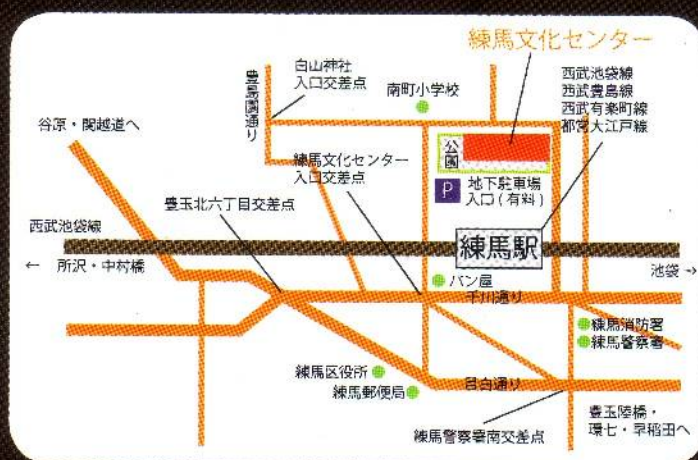 練馬文化センター
白山神社
入口交差点
豊島園通り
南町小学校
西武池袋線
西武豊島線
西武有楽町線
都営大江戸線
谷原・関越道へ
練馬文化センター
入口交差点
公園
P
地下駐車場
入口(有料)
豊玉北六丁目交差点
西武池袋線
練馬駅
← 所沢・中村橋
池袋→
パン屋
千川通り
練馬消防署
練馬警察署
練馬区役所
練馬郵便局
目白通り
練馬警察署南交差点
豊玉陸橋・
環七・早稲田へ